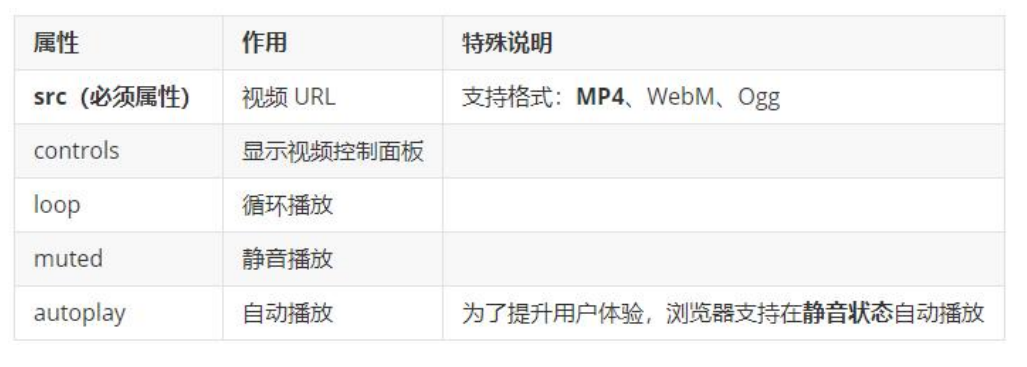 属性 作用 特殊说明
src（必须属性） 视频 URL 支持格式：MP4、WebM、Ogg
controls 显示视频控制面板
loop 循环播放
muted 静音播放
autoplay 自动播放 为了提升用户体验，浏览器支持在静音状态自动播放